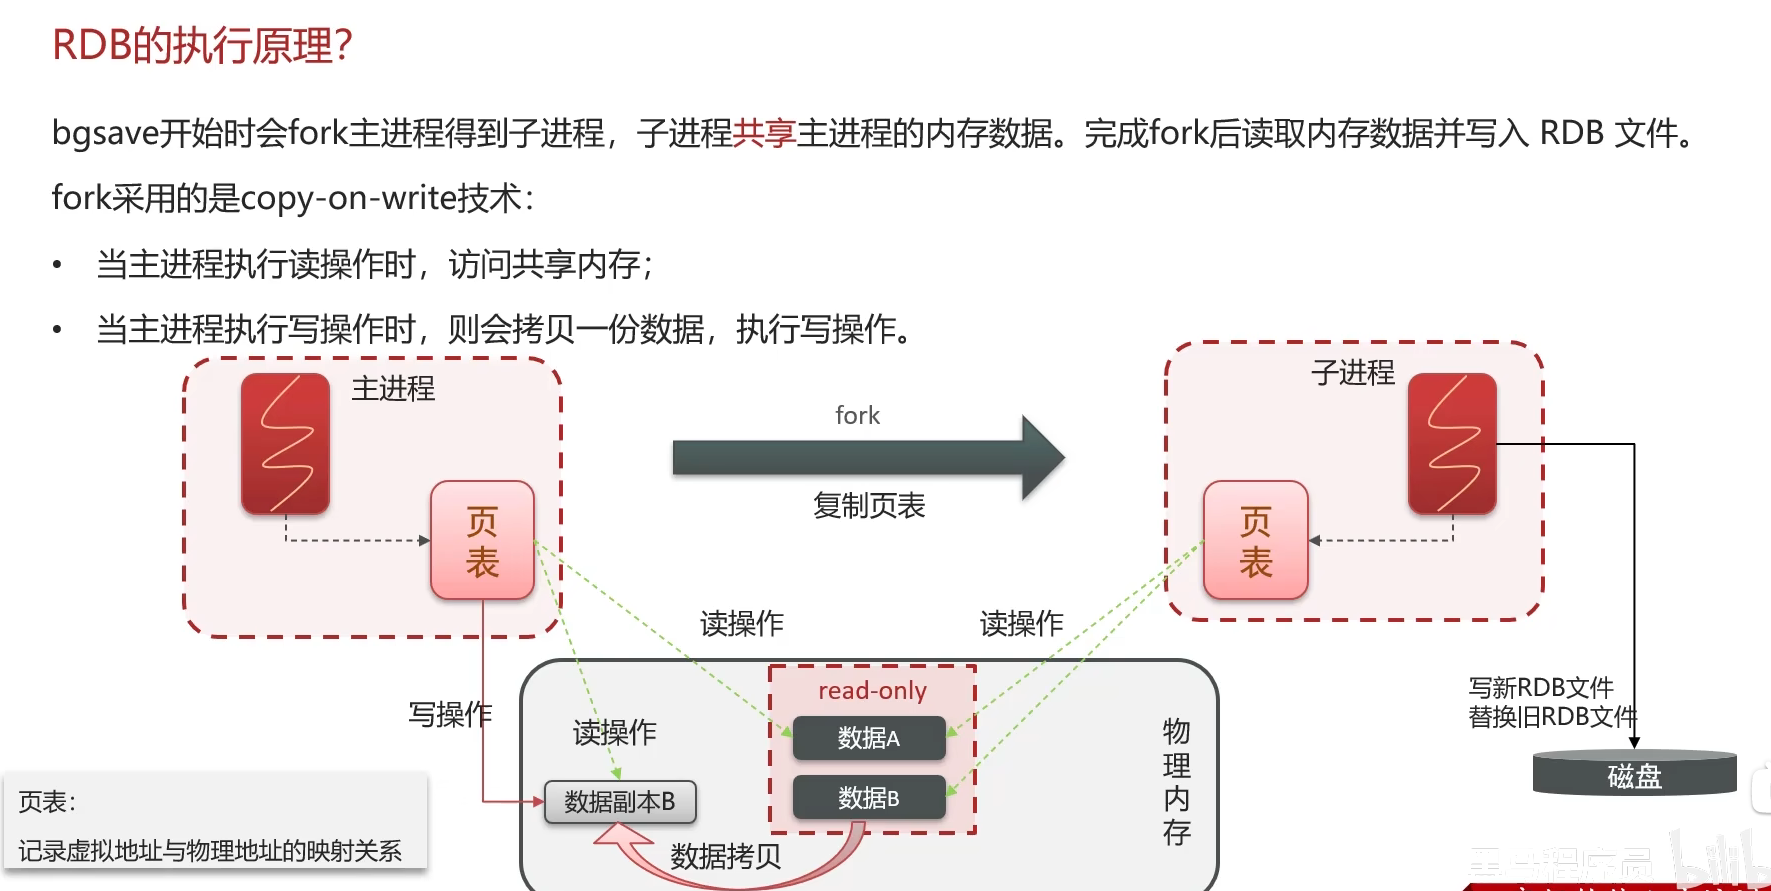 RDB的执行原理？
bgsave开始时会fork主进程得到子进程，子进程共享主进程的内存数据。完成fork后读取内存数据并写入 RDB 文件。
fork采用的是copy-on-write技术：
• 当主进程执行读操作时，访问共享内存；
• 当主进程执行写操作时，则会拷贝一份数据，执行写操作。
主进程
页
表
fork
复制页表
子进程
页
表
读操作
读操作
写操作
读操作
read-only
数据A
数据B
数据副本B
数据拷贝
物
理
内
存
写新RDB文件
替换旧RDB文件
磁盘
页表：
记录虚拟地址与物理地址的映射关系